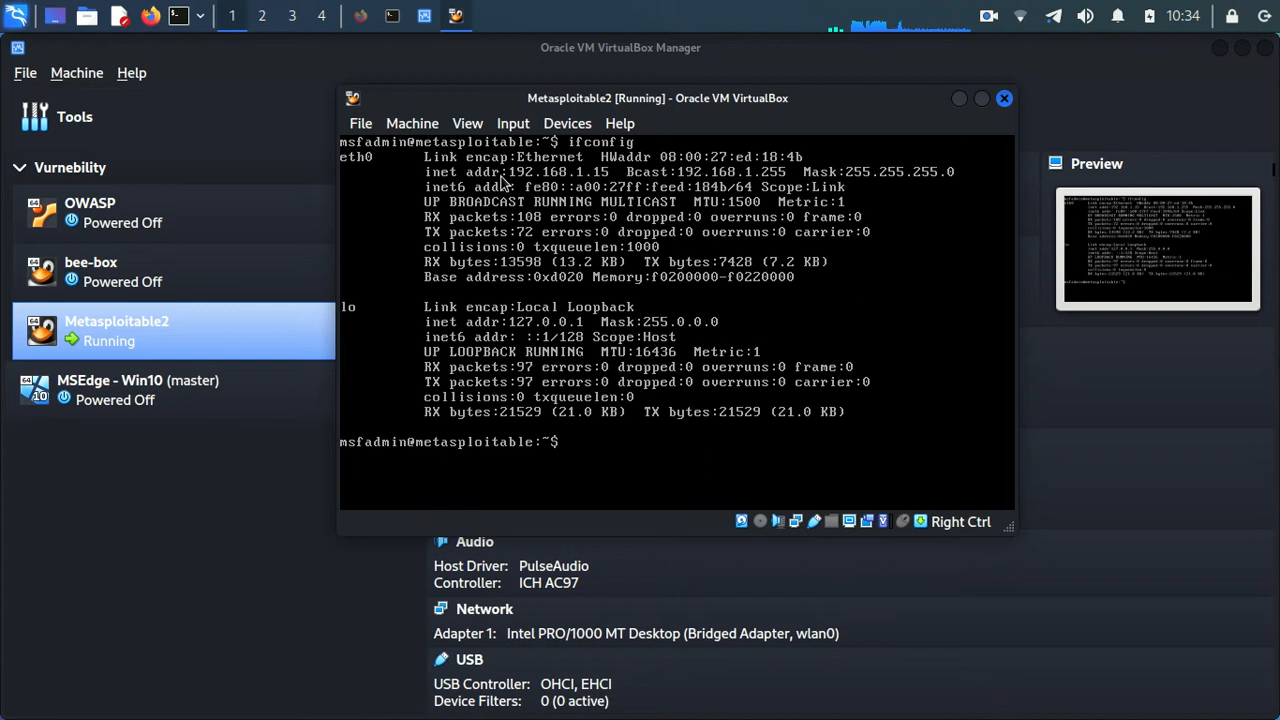 1 2 3 4 10:34
Oracle VM VirtualBox Manager
File Machine Help
Tools
Vurnebility
OWASP
Powered Off
bee-box
Powered Off
Metasploitable2
Running
MSEdge - Win10 (master)
Powered Off
Metasploitable2 [Running] - Oracle VM VirtualBox
File Machine View Input Devices Help
msfadmin@metasploitable:~$ ifconfig
eth0 Link encap:Ethernet HWaddr 08:00:27:ed:18:4b
inet addr:192.168.1.15 Bcast:192.168.1.255 Mask:255.255.255.0
inet6 addr: fe80::a00:27ff:feed:184b/64 Scope:Link
UP BROADCAST RUNNING MULTICAST MTU:1500 Metric:1
RX packets:108 errors:0 dropped:0 overruns:0 frame:0
TX packets:72 errors:0 dropped:0 overruns:0 carrier:0
collisions:0 txqueuelen:1000
RX bytes:13598 (13.2 KB) TX bytes:7428 (7.2 KB)
Base address:0xd020 Memory:f0200000-f0220000
lo Link encap:Local Loopback
inet addr:127.0.0.1 Mask:255.0.0.0
inet6 addr: ::1/128 Scope:Host
UP LOOPBACK RUNNING MTU:16436 Metric:1
RX packets:97 errors:0 dropped:0 overruns:0 frame:0
TX packets:97 errors:0 dropped:0 overruns:0 carrier:0
collisions:0 txqueuelen:0
RX bytes:21529 (21.0 KB) TX bytes:21529 (21.0 KB)
msfadmin@metasploitable:~$
Right Ctrl
Preview
Audio
Host Driver: PulseAudio
Controller: ICH AC97
Network
Adapter 1: Intel PRO/1000 MT Desktop (Bridged Adapter, wlan0)
USB
USB Controller: OHCI, EHCI
Device Filters: 0 (0 active)